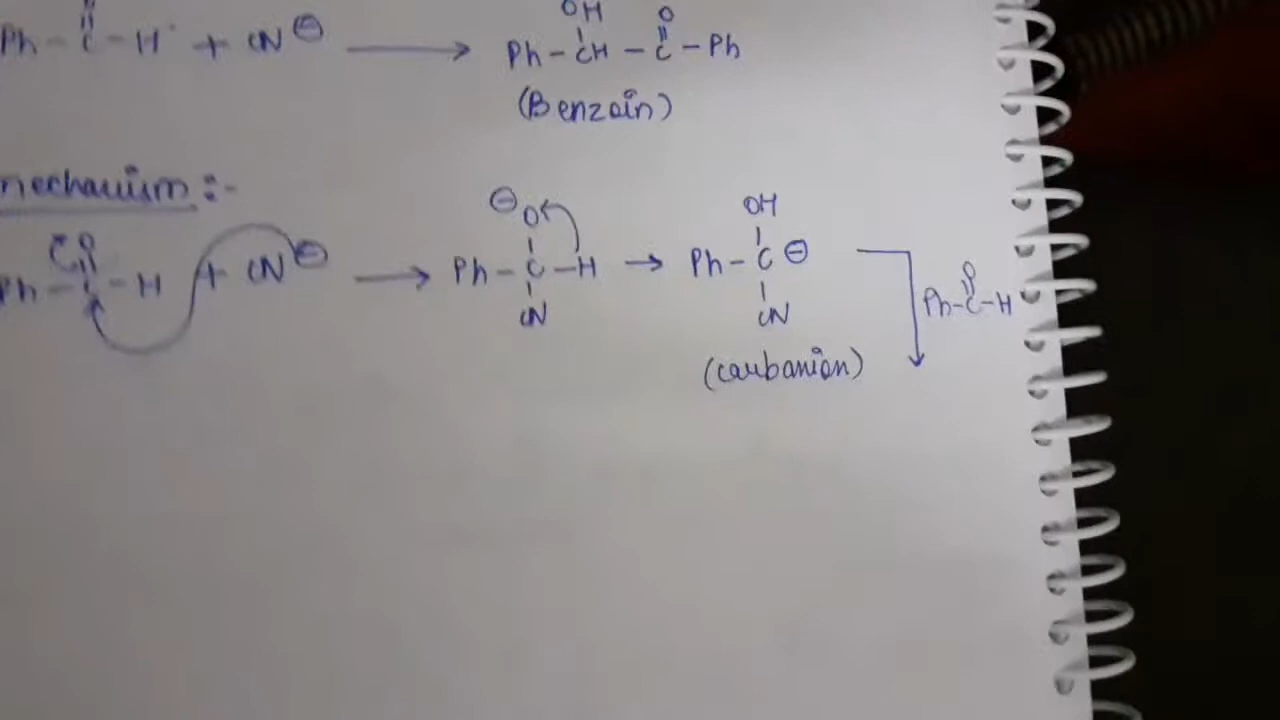 O OH O
Ph - C - H + CN ⊖ ⟶ Ph - CH - C - Ph
(Benzoin)
mechanism :-
⊖ O OH
O
Ph - C - H + CN ⊖ ⟶ Ph - C - H → Ph - C ⊖
CN CN
O
Ph - C - H
(carbanion)